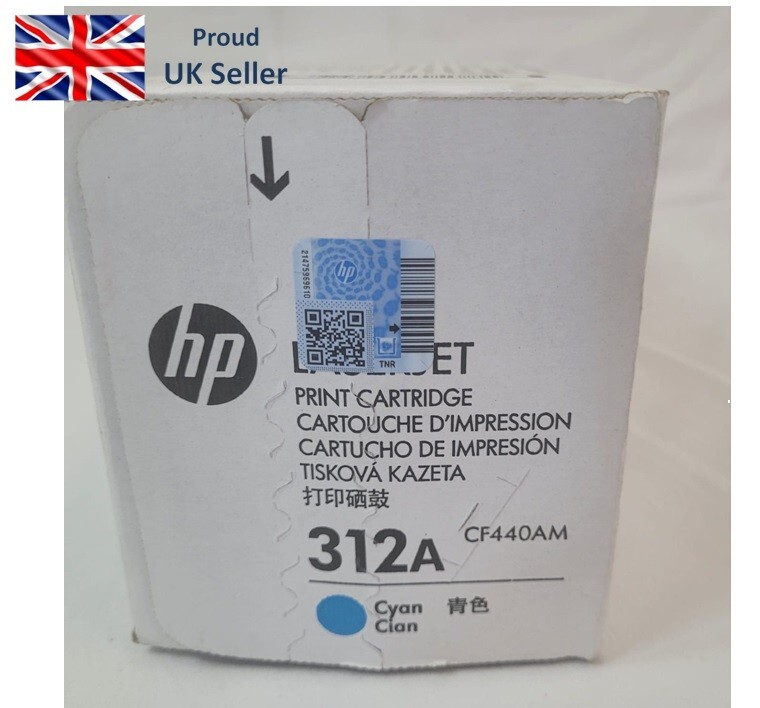 Proud
UK Seller
hp
21475969610
hp
TNR
PRINT CARTRIDGE
CARTOUCHE D'IMPRESSION
CARTUCHO DE IMPRESIÓN
TISKOVÁ KAZETA
打印硒鼓
312A
CF440AM
Cyan 青色
Cian